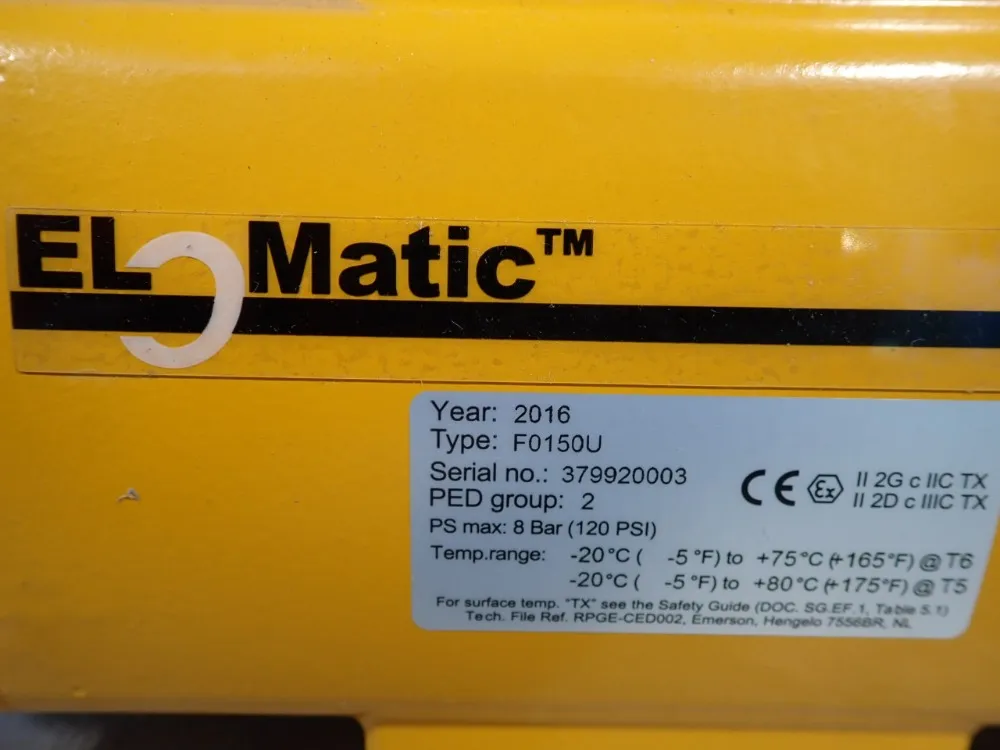 ELOMatic™
Year: 2016
Type: F0150U
Serial no.: 379920003
PED group: 2
PS max: 8 Bar (120 PSI)
Temp.range: -20°C ( -5°F) to +75°C (+165°F) @ T6
-20°C ( -5°F) to +80°C (+175°F) @ T5
CE Ex II 2G c IIC TX
II 2D c IIIC TX
For surface temp. "TX" see the Safety Guide (DOC. SG.EF.1, Table 5.1)
Tech. File Ref. RPGE-CED002, Emerson, Hengelo 7556BR, NL